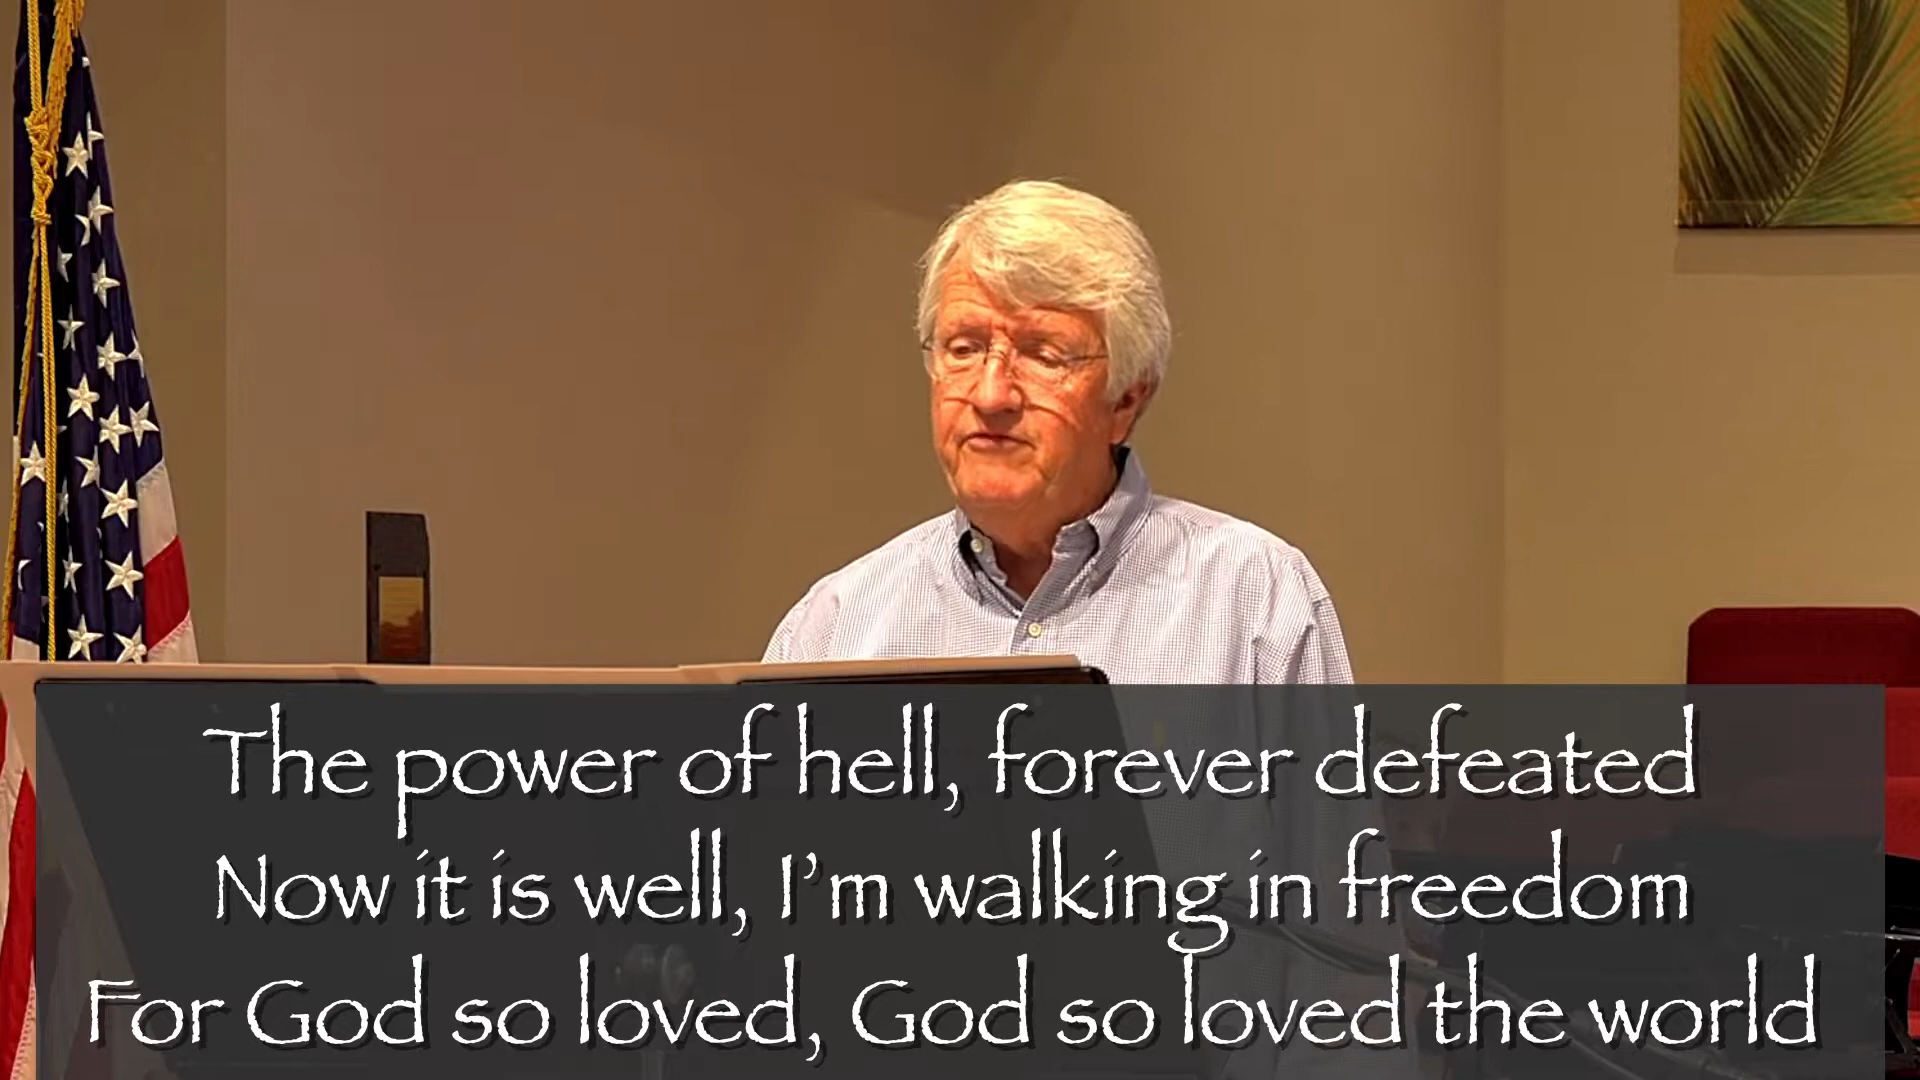 The power of hell, forever defeated
Now it is well, I'm walking in freedom
For God so loved, God so loved the world